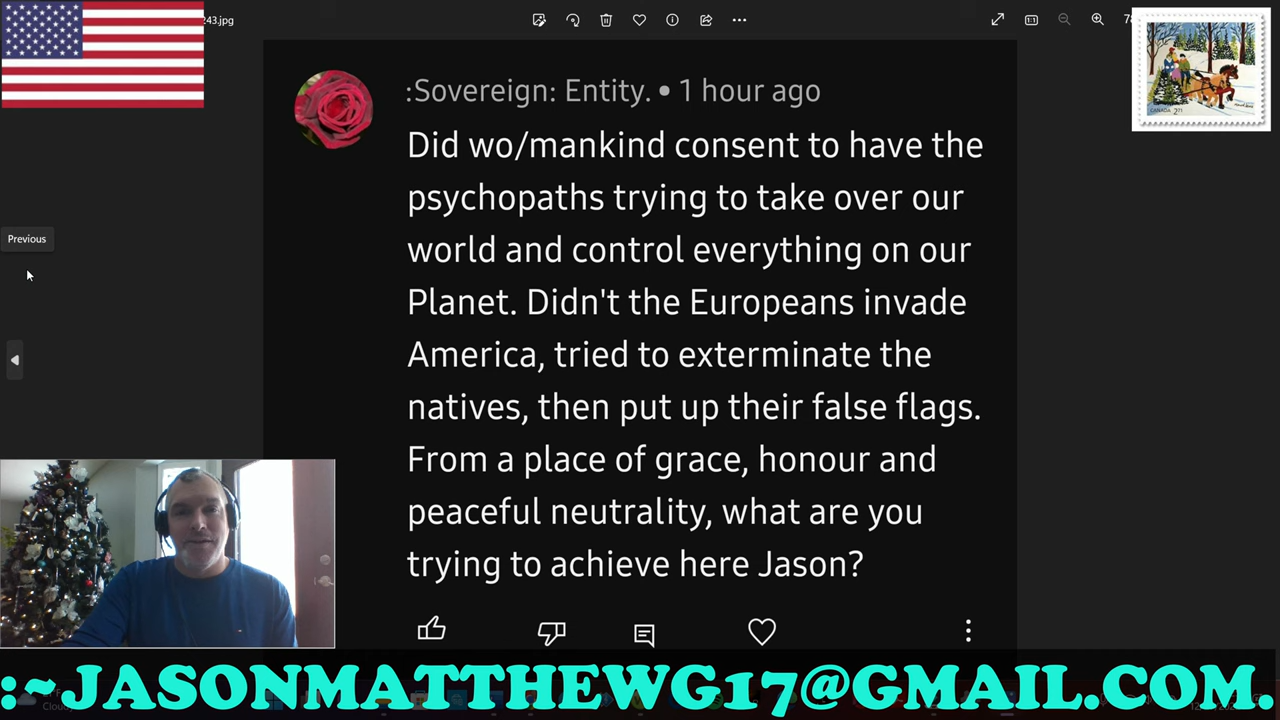 243.jpg
CANADA
Previous
:Sovereign: Entity. • 1 hour ago
Did wo/mankind consent to have the
psychopaths trying to take over our
world and control everything on our
Planet. Didn't the Europeans invade
America, tried to exterminate the
natives, then put up their false flags.
From a place of grace, honour and
peaceful neutrality, what are you
trying to achieve here Jason?
:~JASONMATTHEWG17@GMAIL.COM.